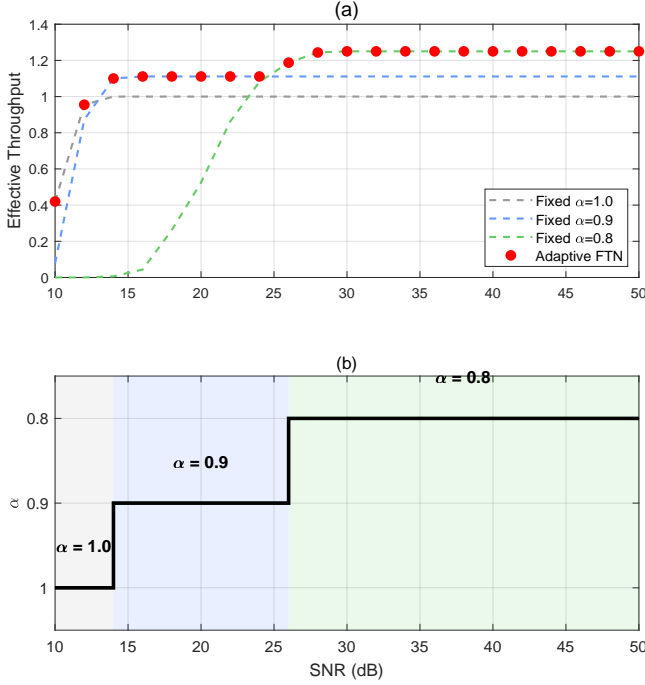 (a)
1.4
1.2
1
0.8
0.6
0.4
0.2
0
Effective Throughput
Fixed α=1.0
Fixed α=0.9
Fixed α=0.8
Adaptive FTN
10 15 20 25 30 35 40 45 50
(b)
α = 0.8
0.8
α = 0.9
0.9
α
α = 1.0
1
10 15 20 25 30 35 40 45 50
SNR (dB)